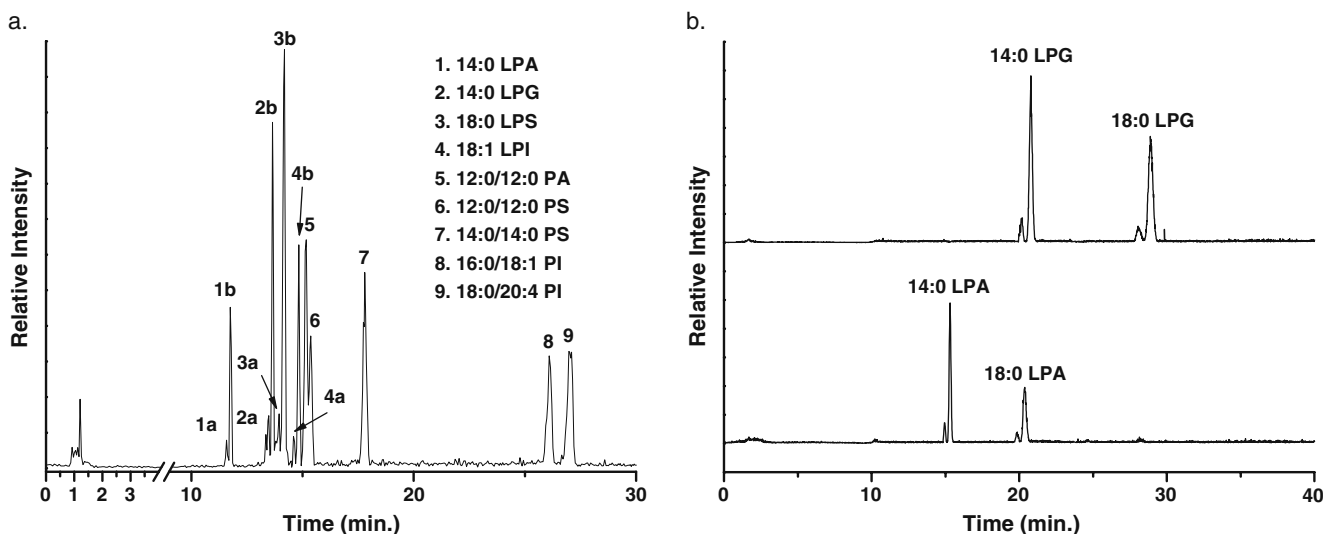 a.
3b
2b
4b
5
1b
7
6
3a
8
9
4a
1a
2a
1. 14:0 LPA
2. 14:0 LPG
3. 18:0 LPS
4. 18:1 LPI
5. 12:0/12:0 PA
6. 12:0/12:0 PS
7. 14:0/14:0 PS
8. 16:0/18:1 PI
9. 18:0/20:4 PI
Relative Intensity
0 1 2 3 10 20 30
Time (min.)
b.
14:0 LPG
18:0 LPG
14:0 LPA
18:0 LPA
Relative Intensity
0 10 20 30 40
Time (min.)